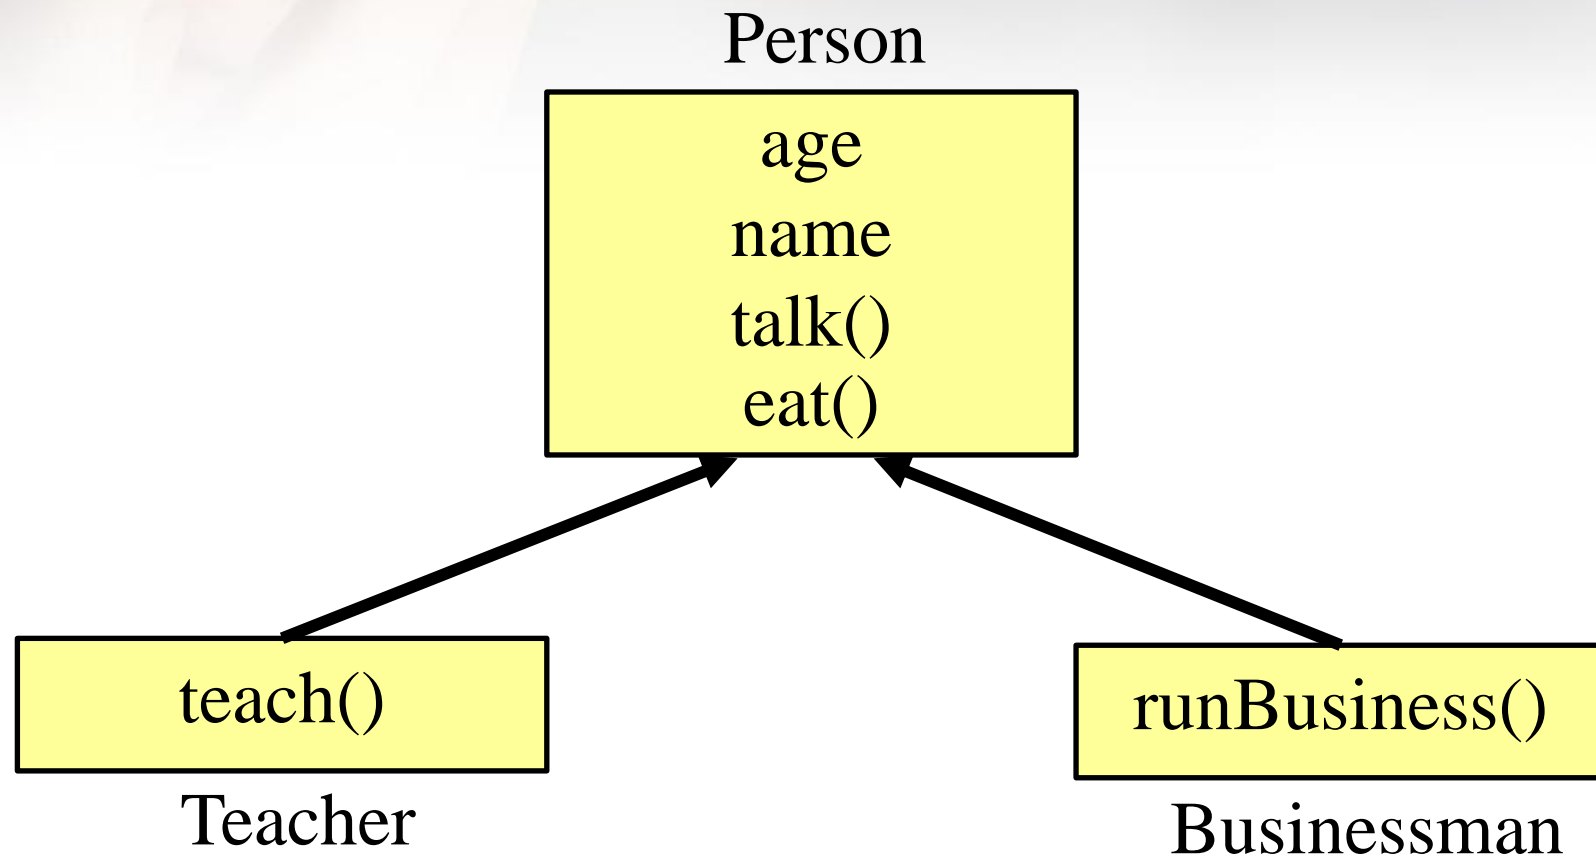 Person
age
name
talk()
eat()
teach()
runBusiness()
Teacher
Businessman